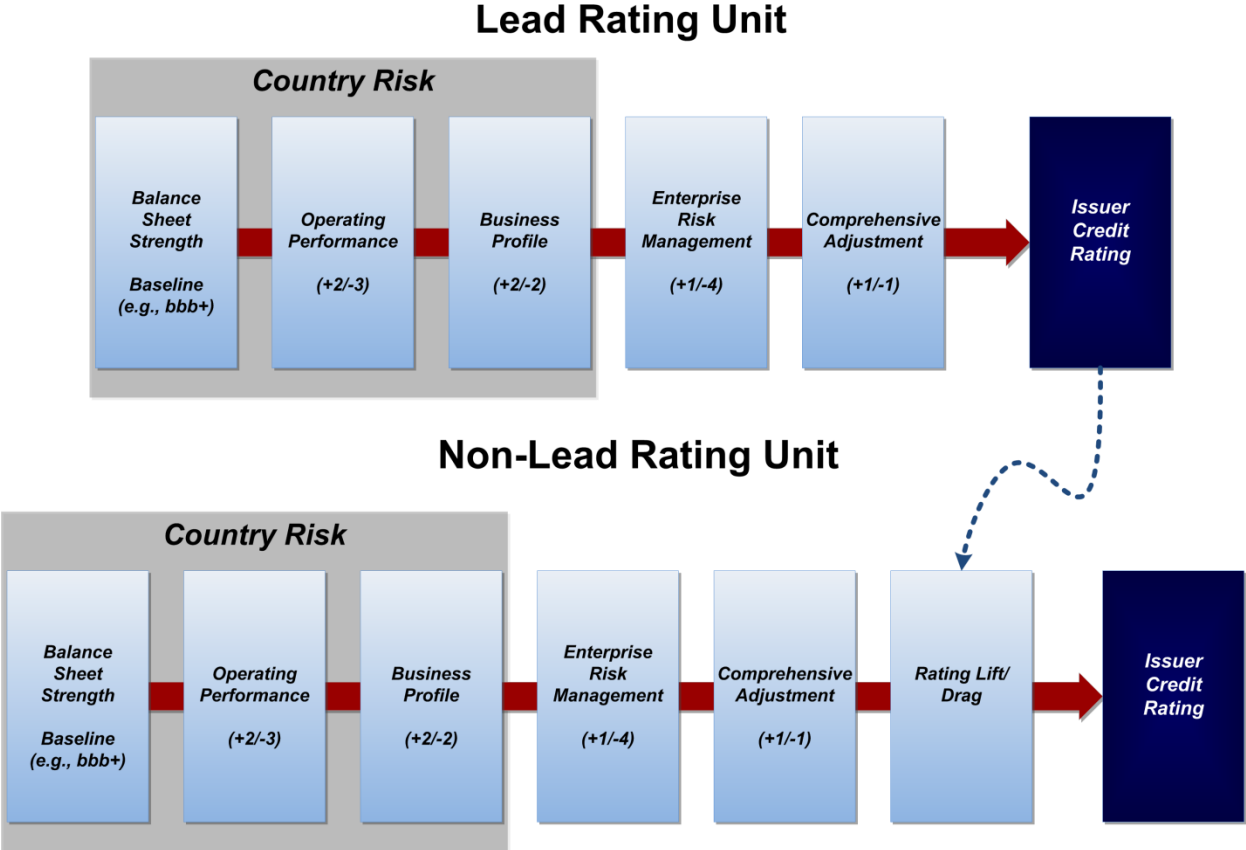 Lead Rating Unit
Country Risk
Balance
Sheet
Strength
Baseline
(e.g., bbb+)
Operating
Performance
(+2/-3)
Business
Profile
(+2/-2)
Enterprise
Risk
Management
(+1/-4)
Comprehensive
Adjustment
(+1/-1)
Issuer
Credit
Rating
Non-Lead Rating Unit
Country Risk
Balance
Sheet
Strength
Baseline
(e.g., bbb+)
Operating
Performance
(+2/-3)
Business
Profile
(+2/-2)
Enterprise
Risk
Management
(+1/-4)
Comprehensive
Adjustment
(+1/-1)
Rating Lift/
Drag
Issuer
Credit
Rating